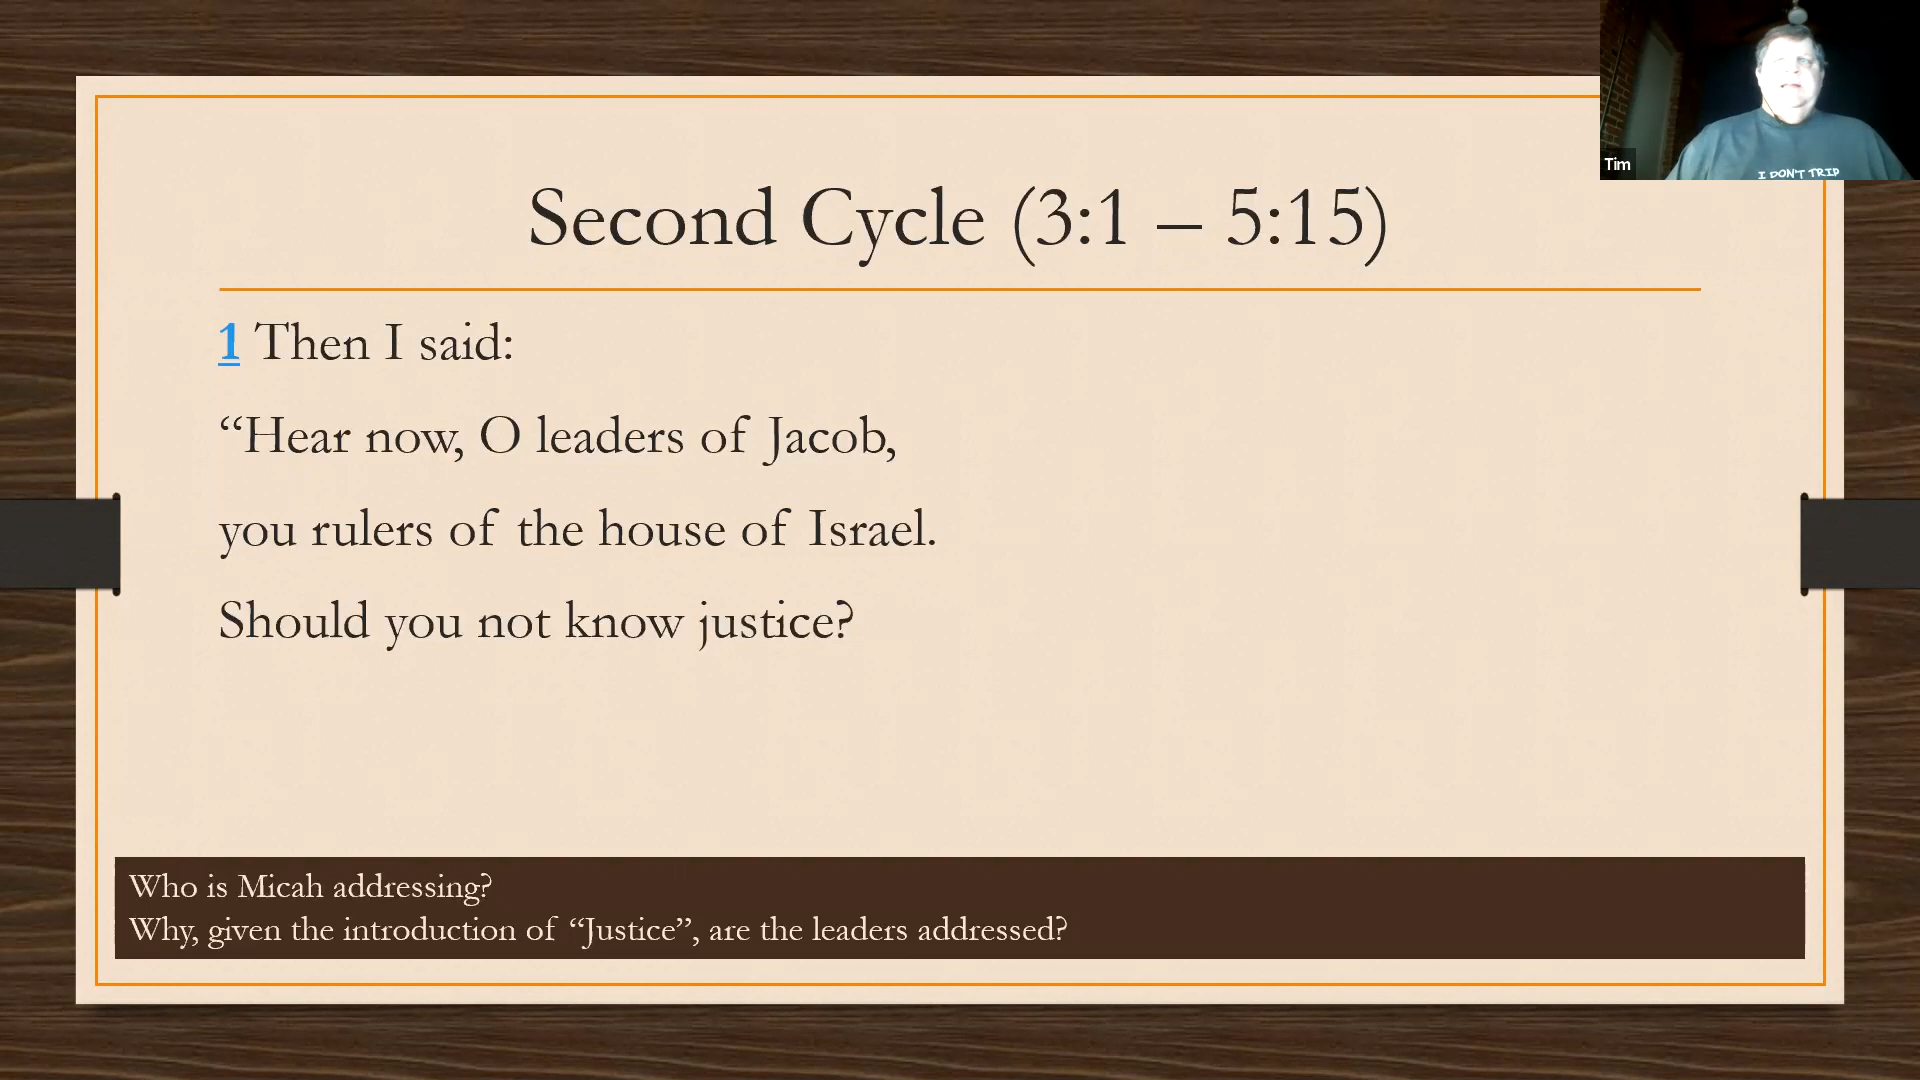 Second Cycle (3:1 – 5:15)
1 Then I said:
“Hear now, O leaders of Jacob,
you rulers of the house of Israel.
Should you not know justice?
Who is Micah addressing?
Why, given the introduction of “Justice”, are the leaders addressed?
Tim
I DON'T TRIP